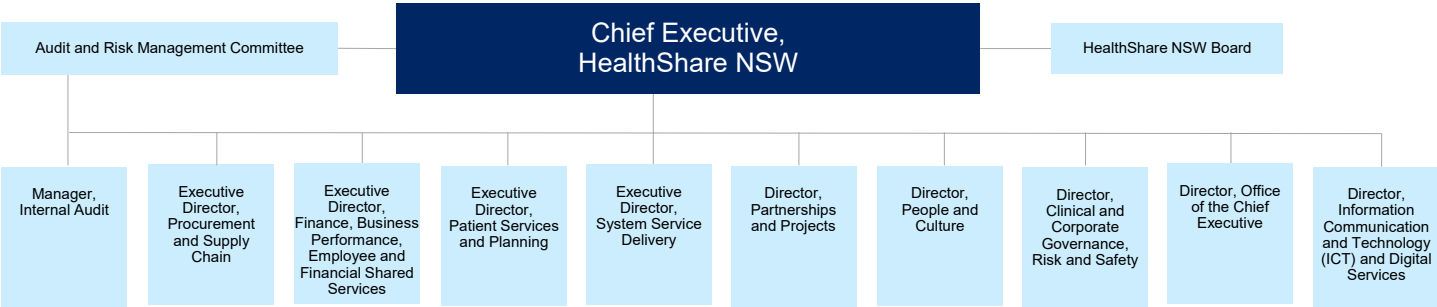 Audit and Risk Management Committee
Chief Executive,
HealthShare NSW
HealthShare NSW Board
Manager,
Internal Audit
Executive
Director,
Procurement
and Supply
Chain
Executive
Director,
Finance, Business
Performance,
Employee and
Financial Shared
Services
Executive
Director,
Patient Services
and Planning
Executive
Director,
System Service
Delivery
Director,
Partnerships
and Projects
Director,
People and
Culture
Director,
Clinical and
Corporate
Governance,
Risk and Safety
Director, Office
of the Chief
Executive
Director,
Information
Communication
and Technology
(ICT) and Digital
Services